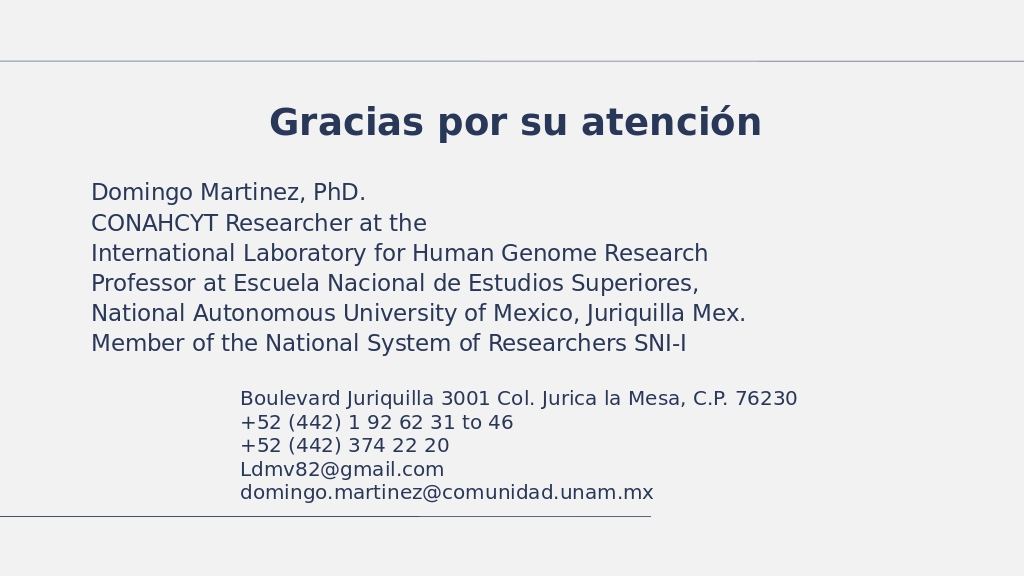 Gracias por su atención
Domingo Martinez, PhD.
CONAHCYT Researcher at the
International Laboratory for Human Genome Research
Professor at Escuela Nacional de Estudios Superiores,
National Autonomous University of Mexico, Juriquilla Mex.
Member of the National System of Researchers SNI-I
Boulevard Juriquilla 3001 Col. Jurica la Mesa, C.P. 76230
+52 (442) 1 92 62 31 to 46
+52 (442) 374 22 20
Ldmv82@gmail.com
domingo.martinez@comunidad.unam.mx